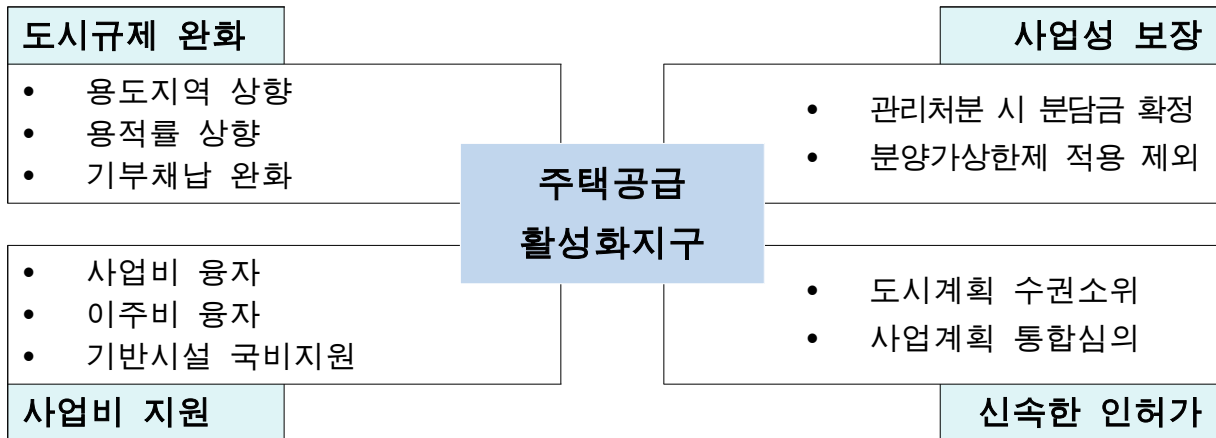 도시규제 완화
• 용도지역 상향
• 용적률 상향
• 기부채납 완화
사업성 보장
• 관리처분 시 분담금 확정
• 분양가상한제 적용 제외
주택공급
활성화지구
• 사업비 융자
• 이주비 융자
• 기반시설 국비지원
사업비 지원
• 도시계획 수권소위
• 사업계획 통합심의
신속한 인허가